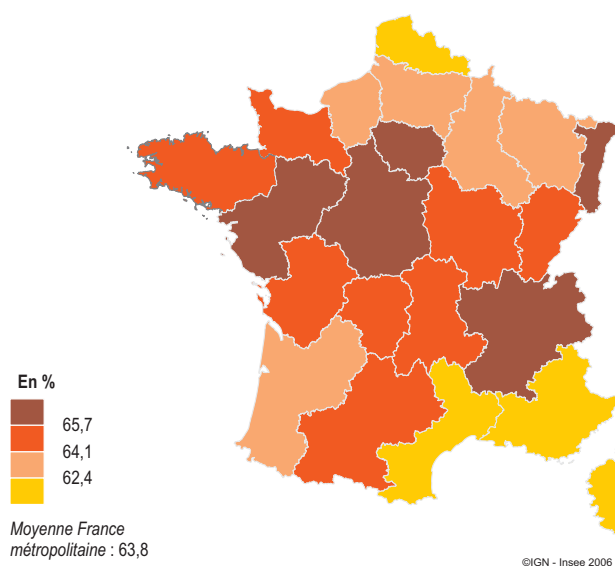 En %
65,7
64,1
62,4
Moyenne France
métropolitaine : 63,8
©IGN - Insee 2006